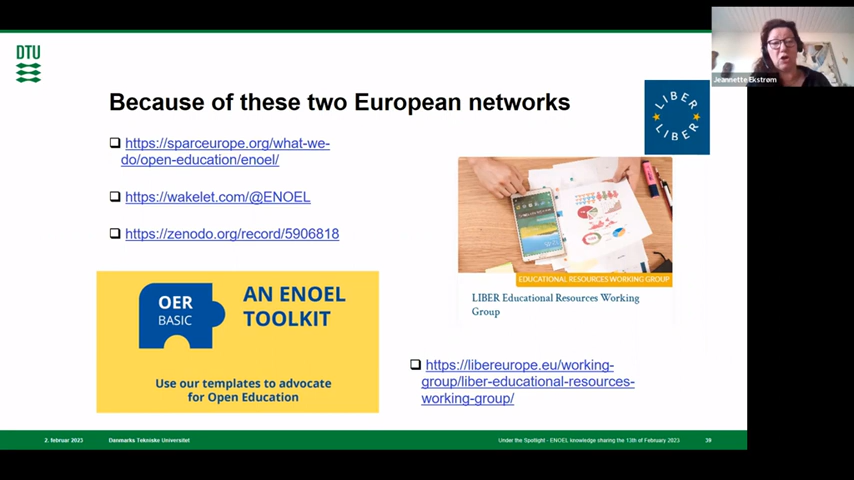 DTU
Jeannette Ekstrøm
Because of these two European networks
LIBER
LIBER
https://sparceurope.org/what-we-
do/open-education/enoel/
https://wakelet.com/@ENOEL
https://zenodo.org/record/5906818
EDUCATIONAL RESOURCES WORKING GROUP
LIBER Educational Resources Working
Group
OER
BASIC
AN ENOEL
TOOLKIT
Use our templates to advocate
for Open Education
https://libereurope.eu/working-
group/liber-educational-resources-
working-group/
2. februar 2023
Danmarks Tekniske Universitet
Under the Spotlight - ENOEL knowledge sharing the 13th of February 2023
39